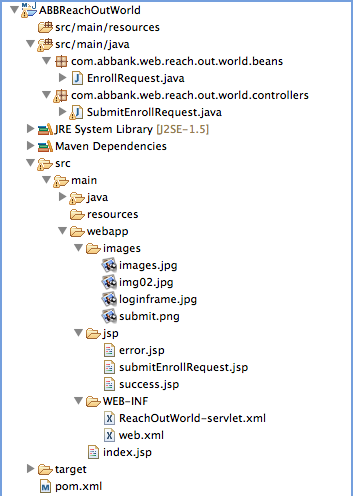 ABBReachOutWorld
src/main/resources
src/main/java
com.abbank.web.reach.out.world.beans
EnrollRequest.java
com.abbank.web.reach.out.world.controllers
SubmitEnrollRequest.java
JRE System Library [J2SE-1.5]
Maven Dependencies
src
main
java
resources
webapp
images
images.jpg
img02.jpg
loginframe.jpg
submit.png
jsp
error.jsp
submitEnrollRequest.jsp
success.jsp
WEB-INF
ReachOutWorld-servlet.xml
web.xml
index.jsp
target
pom.xml